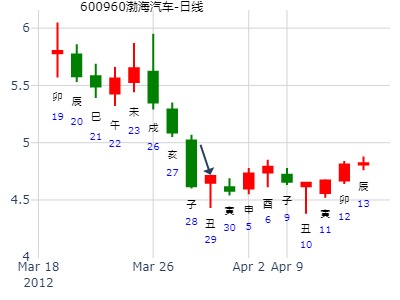 600960渤海汽车-日线
6
5.5
5
4.5
4
卯
19
辰
20
巳
21
午
22
未
23
戌
26
亥
27
子
28
丑
29
寅
30
申
5
酉
6
子
9
丑
10
寅
11
卯
12
辰
13
Mar 18
2012
Mar 26
Apr 2
Apr 9